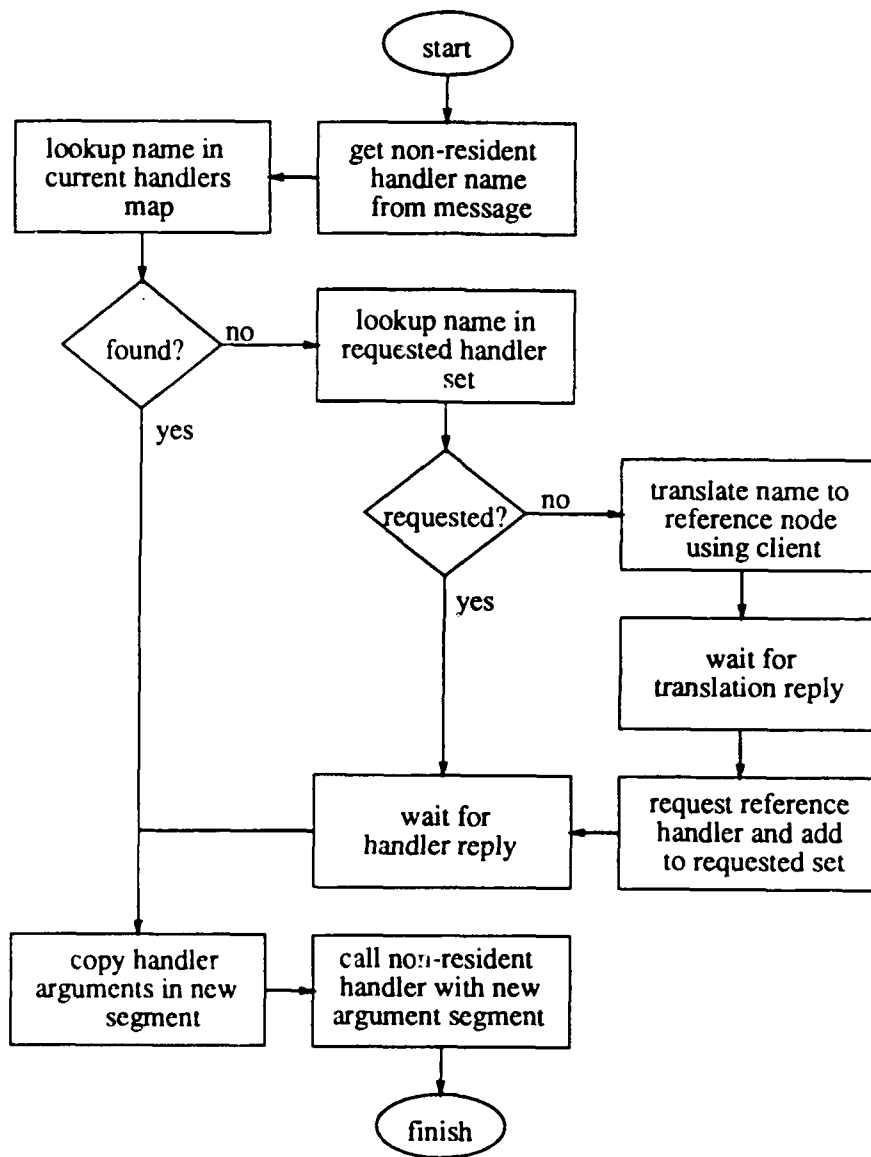 start
get non-resident
handler name
from message
lookup name in
current handlers
map
found?
no
yes
lookup name in
requested handler
set
requested?
no
yes
translate name to
reference node
using client
wait for
translation reply
request reference
handler and add
to requested set
wait for
handler reply
copy handler
arguments in new
segment
call non-resident
handler with new
argument segment
finish